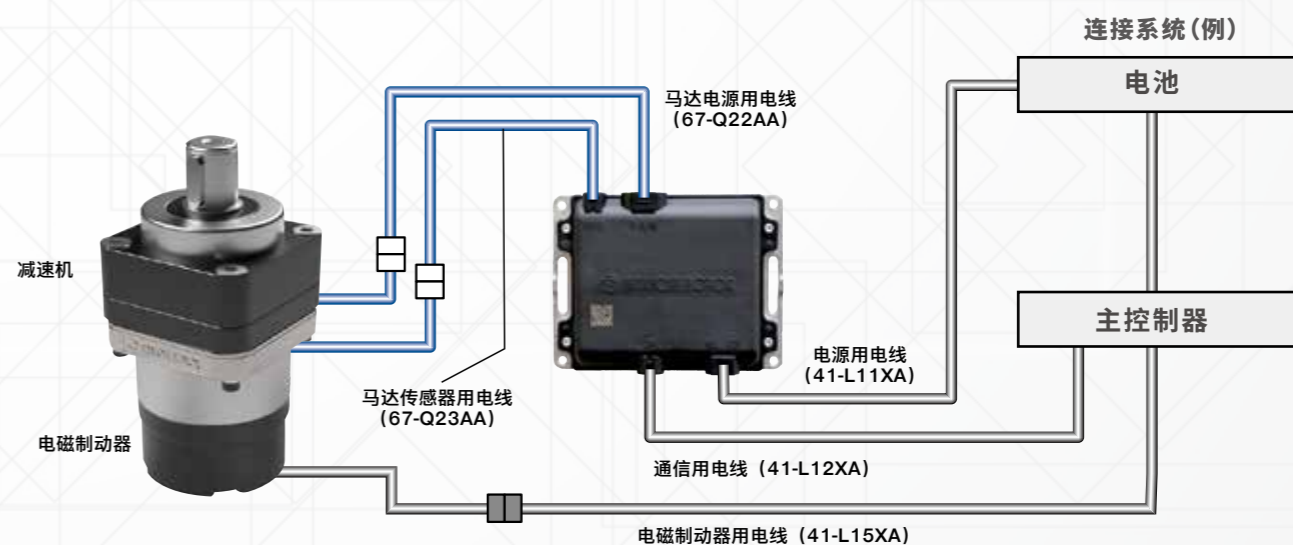 连接系统(例)
电池
马达电源用电线
(67-Q22AA)
减速机
主控制器
电源用电线
(41-L11XA)
马达传感器用电线
(67-Q23AA)
电磁制动器
通信用电线 (41-L12XA)
电磁制动器用电线 (41-L15XA)